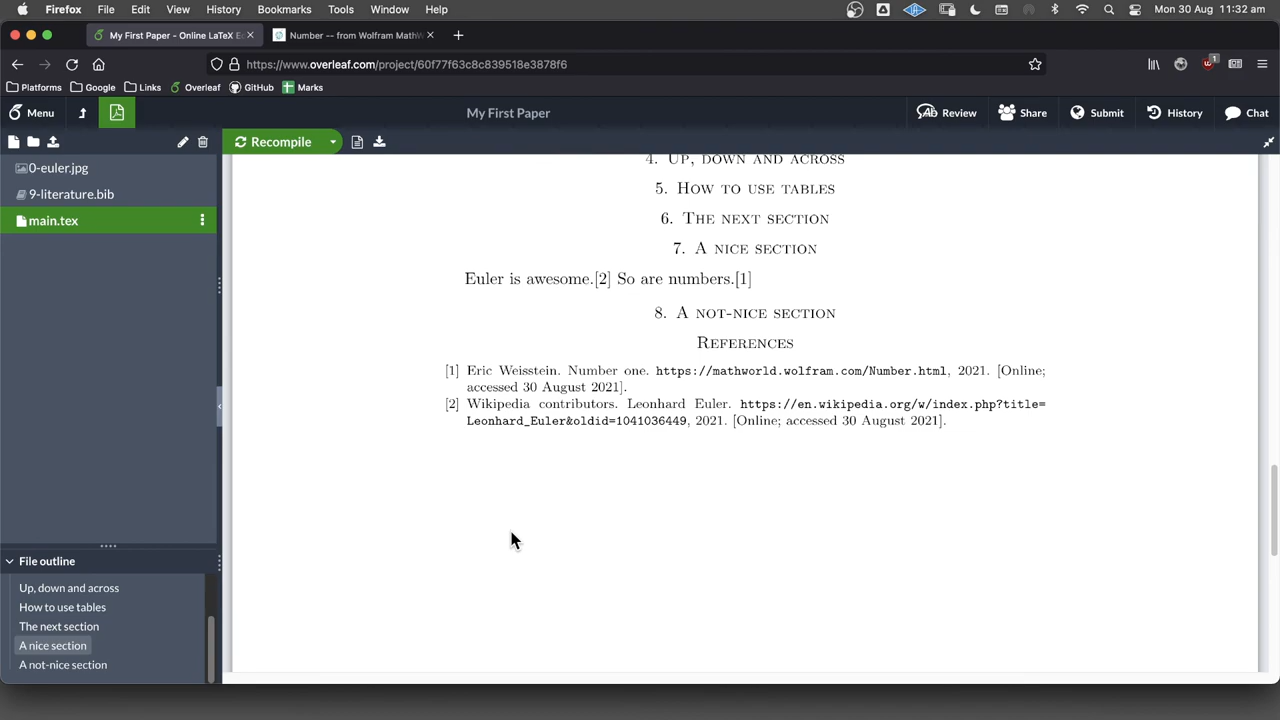 Firefox File Edit View History Bookmarks Tools Window Help Mon 30 Aug 11:32 am
My First Paper - Online LaTeX Ed Number -- from Wolfram MathW
https://www.overleaf.com/project/60f77f63c8c839518e3878f6 1
Platforms Google Links Overleaf GitHub Marks
Menu My First Paper Review Share Submit History Chat
Recompile
0-euler.jpg
9-literature.bib
main.tex
4. Up, down and across
5. How to use tables
6. The next section
7. A nice section
Euler is awesome.[2] So are numbers.[1]
8. A not-nice section
References
[1] Eric Weisstein. Number one. https://mathworld.wolfram.com/Number.html, 2021. [Online;
accessed 30 August 2021].
[2] Wikipedia contributors. Leonhard Euler. https://en.wikipedia.org/w/index.php?title=
Leonhard_Euler&oldid=1041036449, 2021. [Online; accessed 30 August 2021].
File outline
Up, down and across
How to use tables
The next section
A nice section
A not-nice section